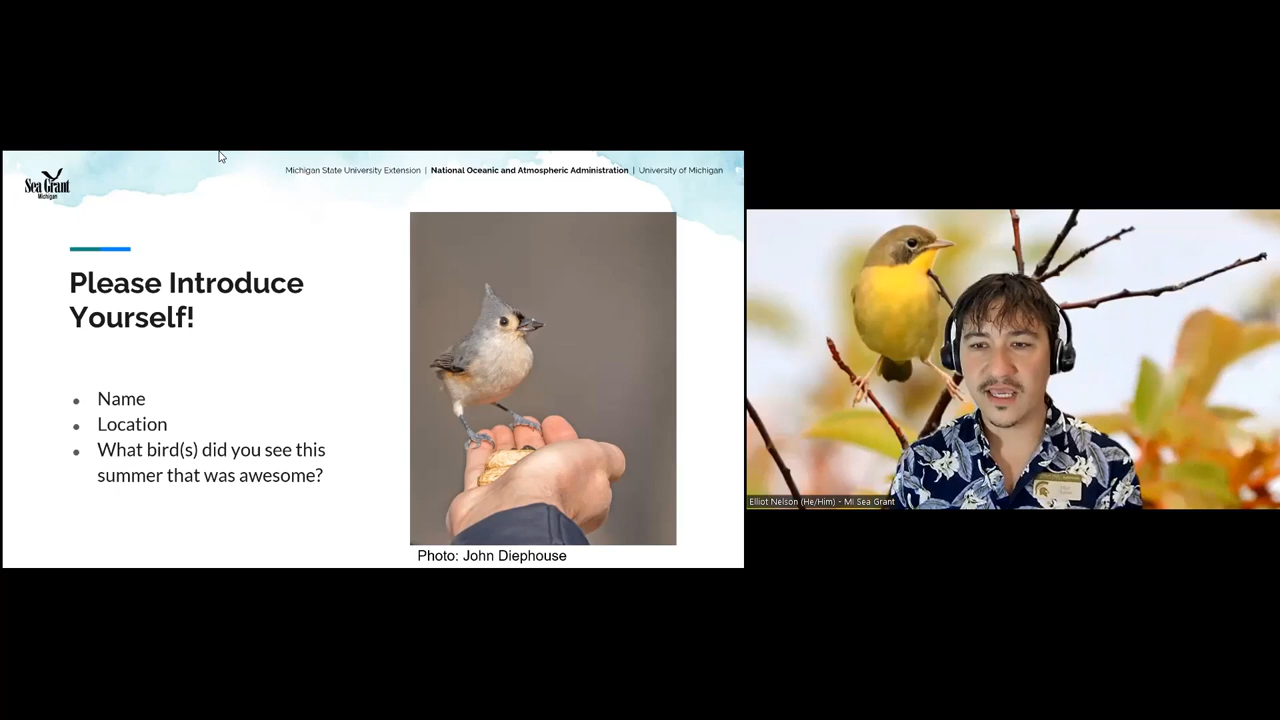 Sea Grant
Michigan
Michigan State University Extension | National Oceanic and Atmospheric Administration | University of Michigan
Please Introduce
Yourself!
Name
Location
What bird(s) did you see this
summer that was awesome?
Photo: John Diephouse
Elliot Nelson (He/Him) - MI Sea Grant